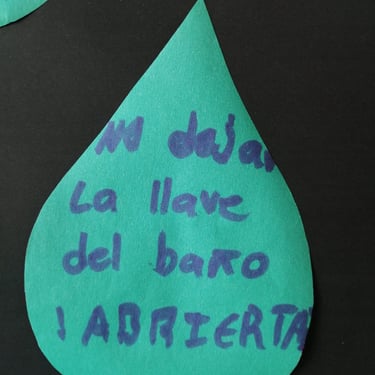 NO dejar
La llave
del baño
¡ABRIERTA